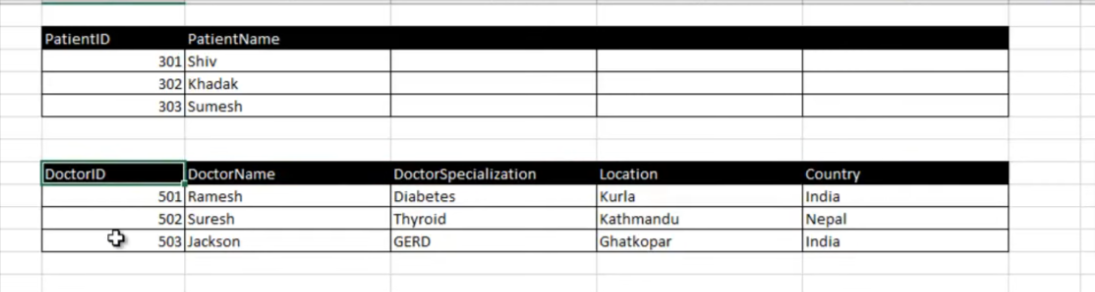 PatientID PatientName
301 Shiv
302 Khadak
303 Sumesh
DoctorID DoctorName DoctorSpecialization Location Country
501 Ramesh Diabetes Kurla India
502 Suresh Thyroid Kathmandu Nepal
503 Jackson GERD Ghatkopar India